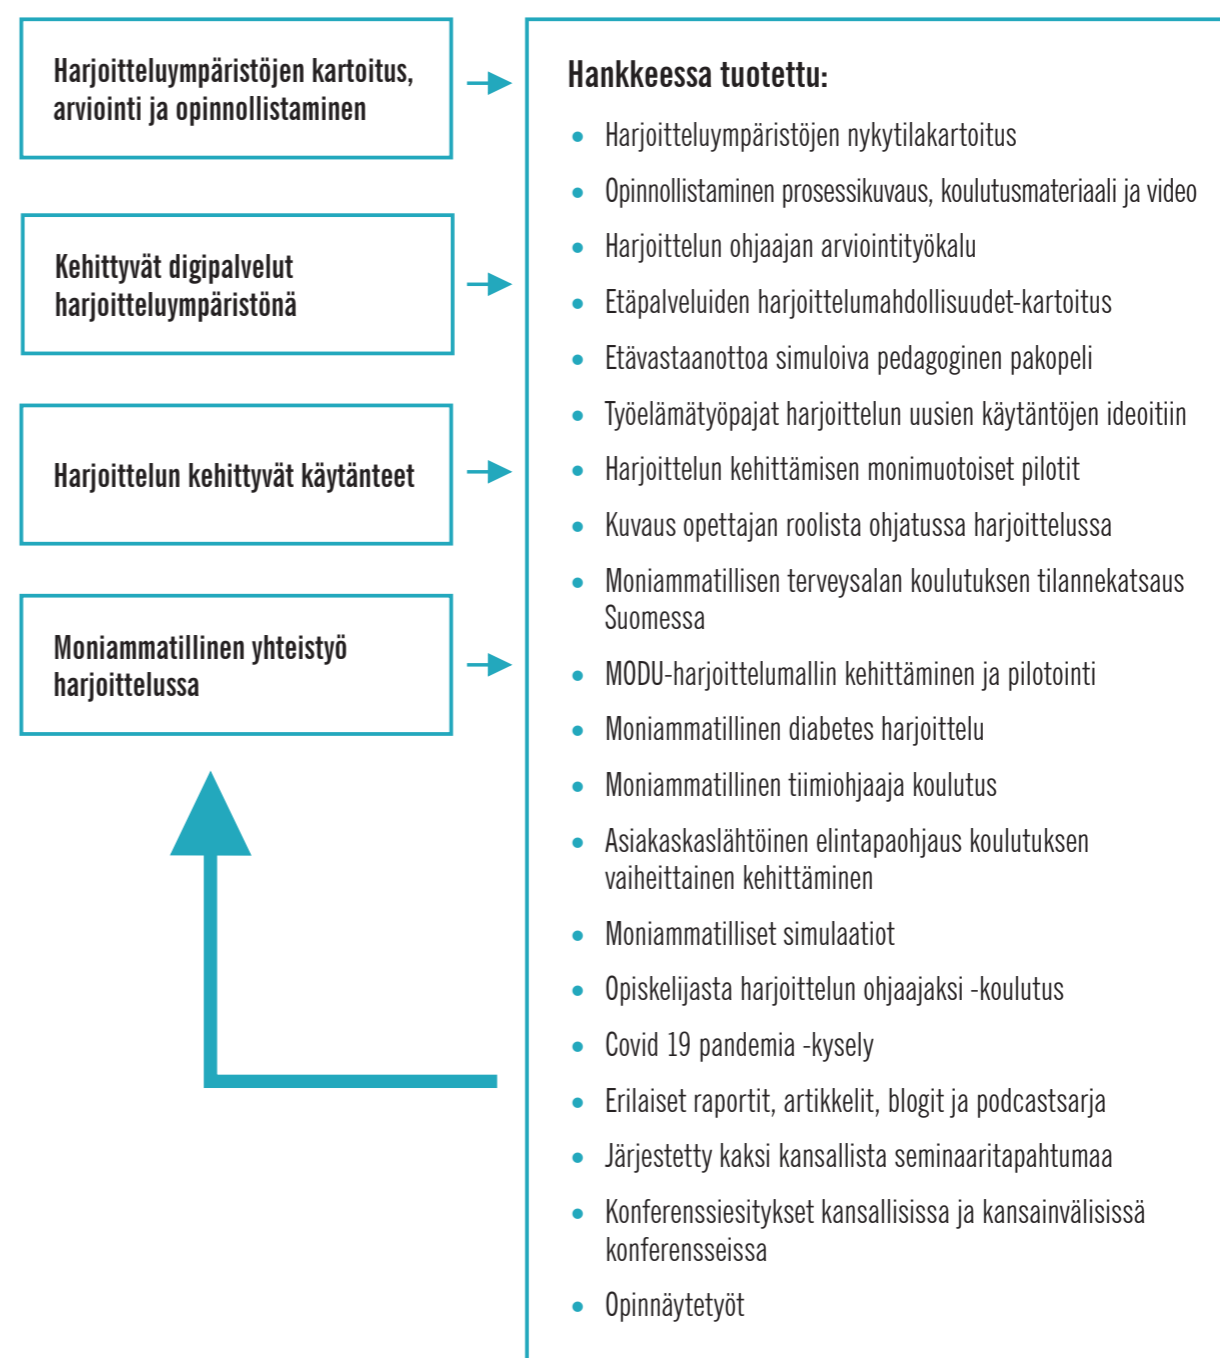 Harjoitteluympäristöjen kartoitus,
arviointi ja opinnollistaminen
Kehittyvät digipalvelut
harjoitteluympäristönä
Harjoittelun kehittyvät käytänteet
Moniammatillinen yhteistyö
harjoittelussa
Hankkeessa tuotettu:
• Harjoitteluympäristöjen nykytilakartoitus
• Opinnollistaminen prosessikuvaus, koulutusmateriaali ja video
• Harjoittelun ohjaajan arviointityökalu
• Etäpalveluiden harjoittelumahdollisuudet-kartoitus
• Etävastaanottoa simuloiva pedagoginen pakopeli
• Työelämätyöpajat harjoittelun uusien käytäntöjen ideoitiin
• Harjoittelun kehittämisen monimuotoiset pilotit
• Kuvaus opettajan roolista ohjatussa harjoittelussa
• Moniammatillisen terveysalan koulutuksen tilannekatsaus
Suomessa
• MODU-harjoittelumallin kehittäminen ja pilotointi
• Moniammatillinen diabetes harjoittelu
• Moniammatillinen tiimiohjaaja koulutus
• Asiakaskaslähtöinen elintapaohjaus koulutuksen
vaiheittainen kehittäminen
• Moniammatilliset simulaatiot
• Opiskelijasta harjoittelun ohjaajaksi -koulutus
• Covid 19 pandemia -kysely
• Erilaiset raportit, artikkelit, blogit ja podcastsarja
• Järjestetty kaksi kansallista seminaaritapahtumaa
• Konferenssiesitykset kansallisissa ja kansainvälisissä
konferensseissa
• Opinnäytetyöt